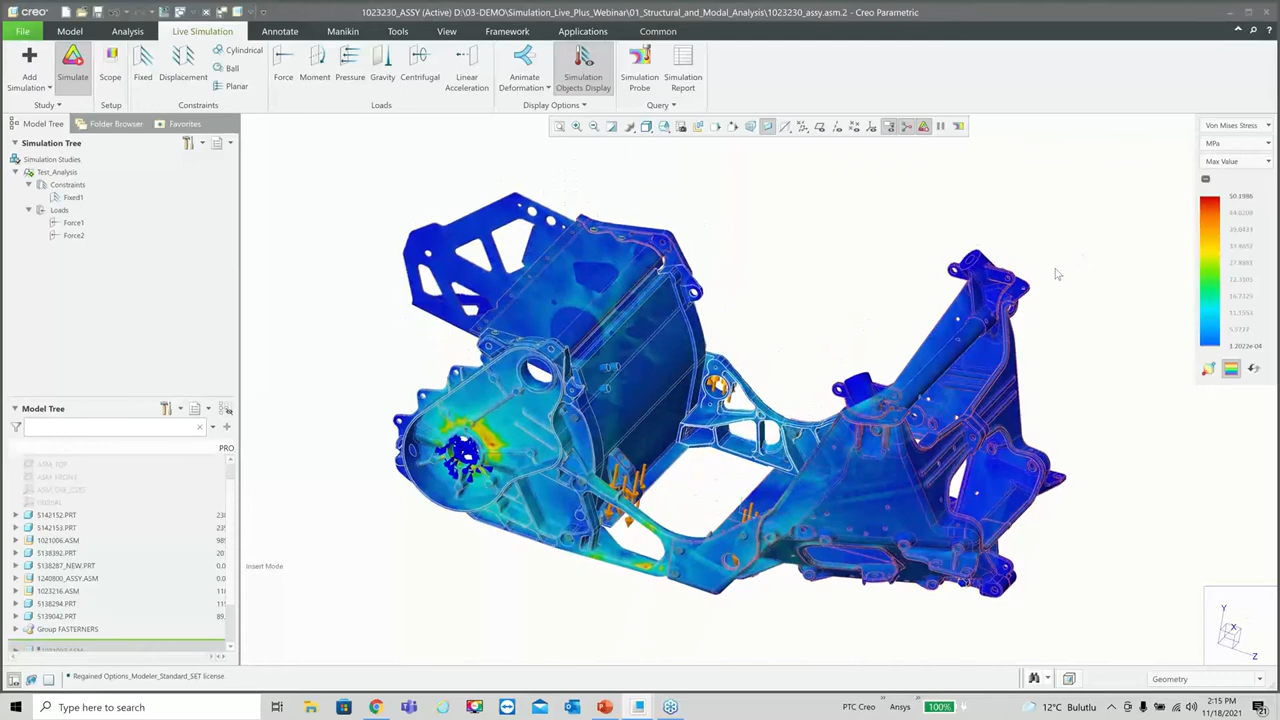 creo
1023230_ASSY (Active) D:\03-DEMO\Simulation_Live_Plus_Webinar\01_Structural_and_Modal_Analysis\1023230_assy.asm.2 - Creo Parametric
File Model Analysis Live Simulation Annotate Manikin Tools View Framework Applications Common
Add Simulation Simulate Scope Fixed Displacement Cylindrical Ball Planar Force Moment Pressure Gravity Centrifugal Linear Acceleration Animate Deformation Simulation Objects Display Simulation Probe Simulation Report
Study Setup Constraints Loads Display Options Query
Model Tree Folder Browser Favorites
Simulation Tree
Simulation Studies
Test_Analysis
Constraints
Fixed1
Loads
Force1
Force2
Von Mises Stress
MPa
Max Value
50.1986
Model Tree
PRO
ASM_TOP
ASM_FRONT
5142152.PRT
5142153.PRT
1021006.ASM
5138392.PRT
5138287_NEW.PRT
1240800_ASSY.ASM
1023216.ASM
5138294.PRT
5139042.PRT
Group FASTERNERS
Insert Mode
Y
X
Z
Regained Options_Modeler_Standard_SET license.
Geometry
Type here to search
PTC Creo
Ansys
100%
12°C Bulutlu
2:15 PM
11/18/2021